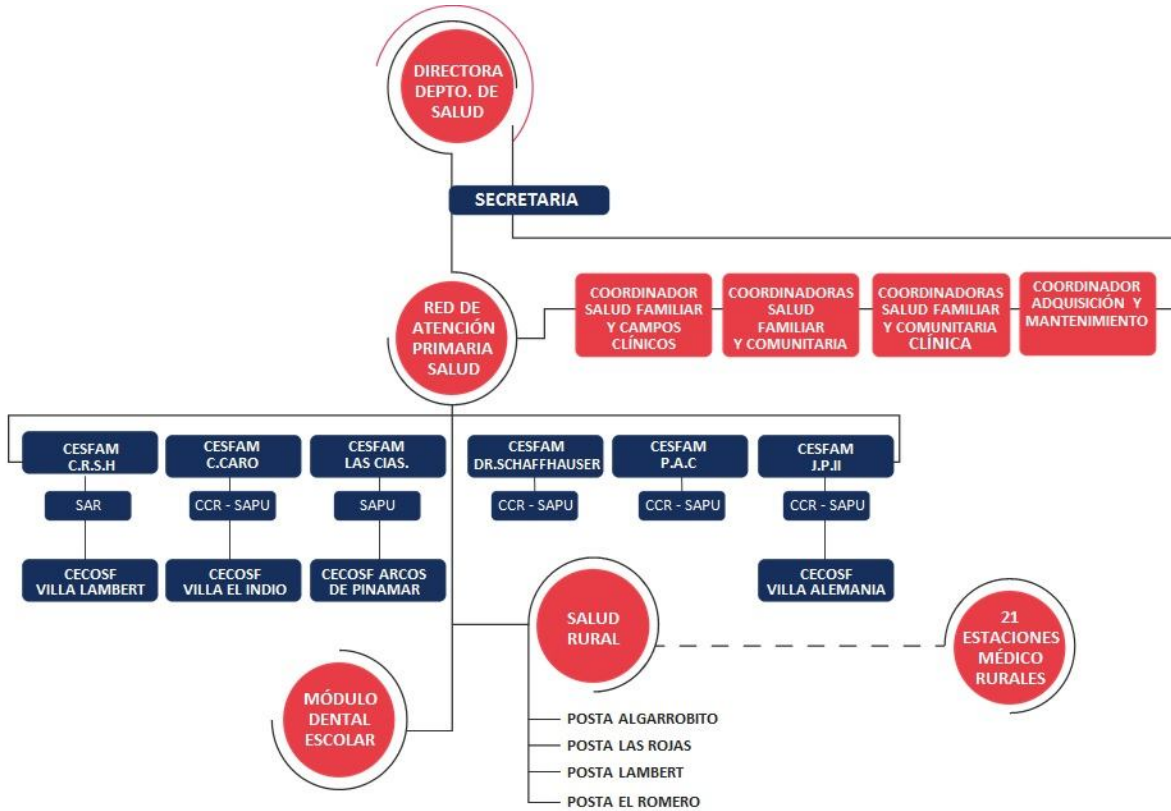 DIRECTORA
DEPTO. DE
SALUD
SECRETARIA
RED DE
ATENCIÓN
PRIMARIA
SALUD
COORDINADOR
SALUD FAMILIAR
Y CAMPOS
CLÍNICOS
COORDINADORAS
SALUD
FAMILIAR
Y COMUNITARIA
COORDINADORAS
SALUD FAMILIAR
Y COMUNITARIA
CLÍNICA
COORDINADOR
ADQUISICIÓN Y
MANTENIMIENTO
CESFAM
C.R.S.H
CESFAM
C.CARO
CESFAM
LAS CIAS.
CESFAM
DR.SCHAFFHAUSER
CESFAM
P.A.C
CESFAM
J.P.II
SAR
CCR - SAPU
SAPU
CCR - SAPU
CCR - SAPU
CCR - SAPU
CECOSF
VILLA LAMBERT
CECOSF
VILLA EL INDIO
CECOSF ARCOS
DE PINAMAR
CECOSF
VILLA ALEMANIA
SALUD
RURAL
21
ESTACIONES
MÉDICO
RURALES
MÓDULO
DENTAL
ESCOLAR
POSTA ALGARROBITO
POSTA LAS ROJAS
POSTA LAMBERT
POSTA EL ROMERO